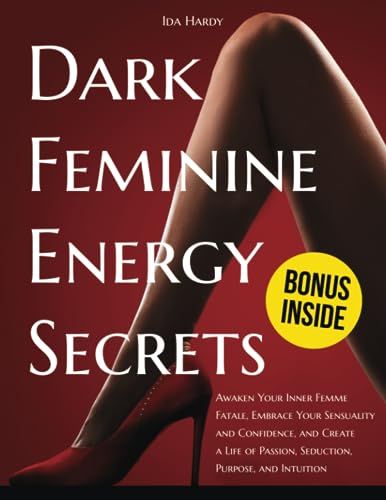 Ida Hardy
Dark
Feminine
Energy
Secrets
BONUS
INSIDE
Awaken Your Inner Femme
Fatale, Embrace Your Sensuality
and Confidence, and Create
a Life of Passion, Seduction,
Purpose, and Intuition